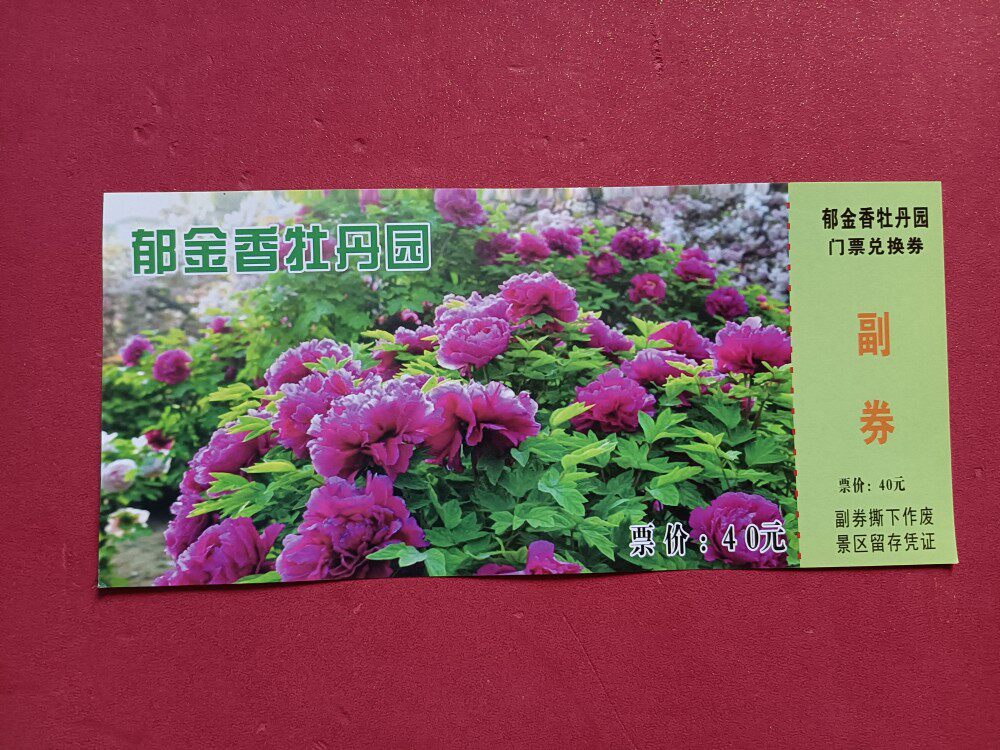 郁金香牡丹园
票价：40元
郁金香牡丹园
门票兑换券
副
券
票价：40元
副券撕下作废
景区留存凭证